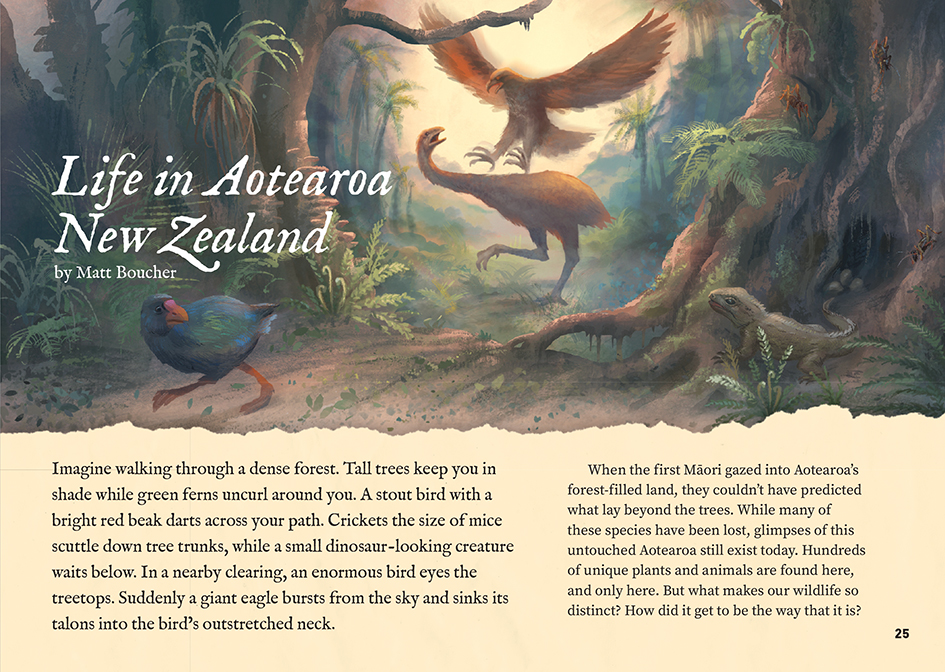 Life in Aotearoa
New Zealand
by Matt Boucher
Imagine walking through a dense forest. Tall trees keep you in
shade while green ferns uncurl around you. A stout bird with a
bright red beak darts across your path. Crickets the size of mice
scuttle down tree trunks, while a small dinosaur-looking creature
waits below. In a nearby clearing, an enormous bird eyes the
treetops. Suddenly a giant eagle bursts from the sky and sinks its
talons into the bird's outstretched neck.
When the first Māori gazed into Aotearoa's
forest-filled land, they couldn't have predicted
what lay beyond the trees. While many of
these species have been lost, glimpses of this
untouched Aotearoa still exist today. Hundreds
of unique plants and animals are found here,
and only here. But what makes our wildlife so
distinct? How did it get to be the way that it is?
25